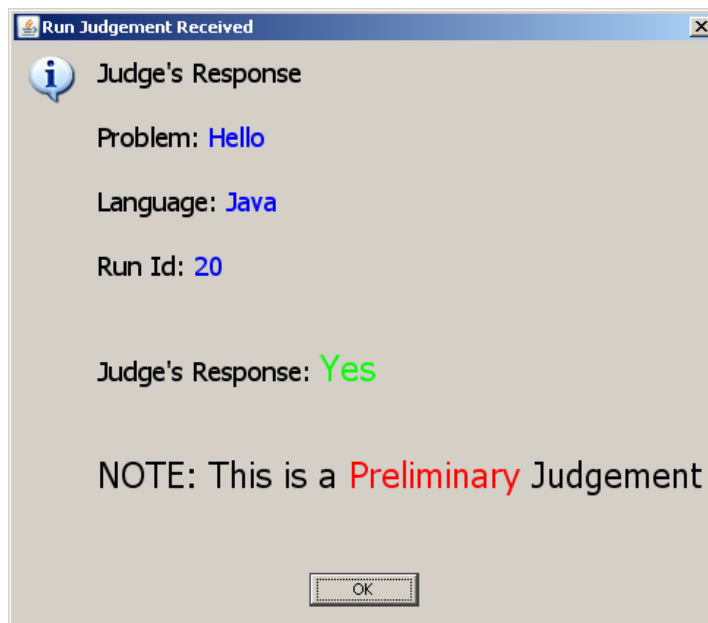 Run Judgement Received
Judge's Response
Problem: Hello
Language: Java
Run Id: 20
Judge's Response: Yes
NOTE: This is a Preliminary Judgement
OK